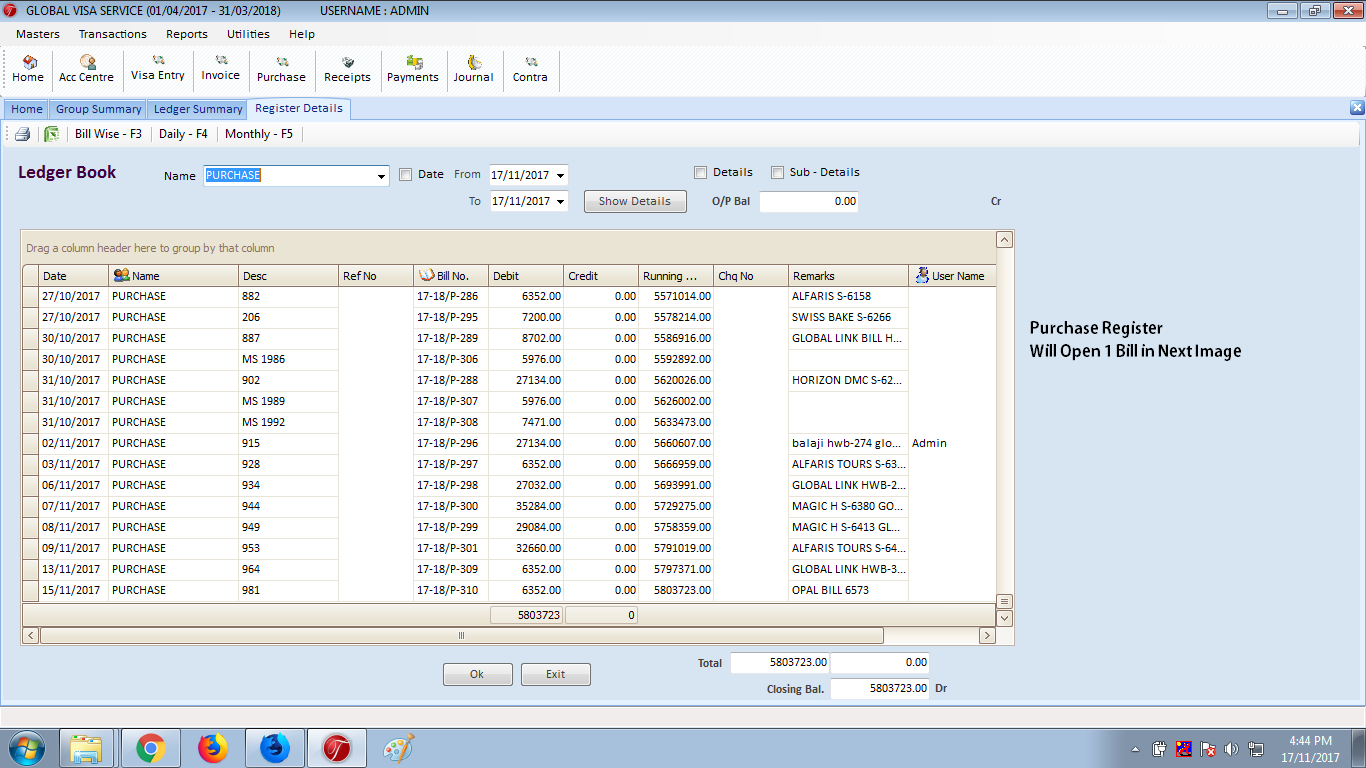 GLOBAL VISA SERVICE (01/04/2017 - 31/03/2018) USERNAME : ADMIN
Masters Transactions Reports Utilities Help
Home Acc Centre Visa Entry Invoice Purchase Receipts Payments Journal Contra
Home Group Summary Ledger Summary Register Details
Bill Wise - F3 Daily - F4 Monthly - F5
Ledger Book Name PURCHASE Date From 17/11/2017 Details Sub - Details
To 17/11/2017 Show Details O/P Bal 0.00 Cr
Drag a column header here to group by that column
Date Name Desc Ref No Bill No. Debit Credit Running ... Chq No Remarks User Name
27/10/2017 PURCHASE 882 17-18/P-286 6352.00 0.00 5571014.00 ALFARIS S-6158
27/10/2017 PURCHASE 206 17-18/P-295 7200.00 0.00 5578214.00 SWISS BAKE S-6266
30/10/2017 PURCHASE 887 17-18/P-289 8702.00 0.00 5586916.00 GLOBAL LINK BILL H...
30/10/2017 PURCHASE MS 1986 17-18/P-306 5976.00 0.00 5592892.00
31/10/2017 PURCHASE 902 17-18/P-288 27134.00 0.00 5620026.00 HORIZON DMC S-62...
31/10/2017 PURCHASE MS 1989 17-18/P-307 5976.00 0.00 5626002.00
31/10/2017 PURCHASE MS 1992 17-18/P-308 7471.00 0.00 5633473.00
02/11/2017 PURCHASE 915 17-18/P-296 27134.00 0.00 5660607.00 balaji hwb-274 glo... Admin
03/11/2017 PURCHASE 928 17-18/P-297 6352.00 0.00 5666959.00 ALFARIS TOURS S-63...
06/11/2017 PURCHASE 934 17-18/P-298 27032.00 0.00 5693991.00 GLOBAL LINK HWB-2...
07/11/2017 PURCHASE 944 17-18/P-300 35284.00 0.00 5729275.00 MAGIC H S-6380 GO...
08/11/2017 PURCHASE 949 17-18/P-299 29084.00 0.00 5758359.00 MAGIC H S-6413 GL...
09/11/2017 PURCHASE 953 17-18/P-301 32660.00 0.00 5791019.00 ALFARIS TOURS S-64...
13/11/2017 PURCHASE 964 17-18/P-309 6352.00 0.00 5797371.00 GLOBAL LINK HWB-3...
15/11/2017 PURCHASE 981 17-18/P-310 6352.00 0.00 5803723.00 OPAL BILL 6573
5803723 0
Purchase Register
Will Open 1 Bill in Next Image
Ok Exit Total 5803723.00 0.00
Closing Bal. 5803723.00 Dr
4:44 PM
17/11/2017